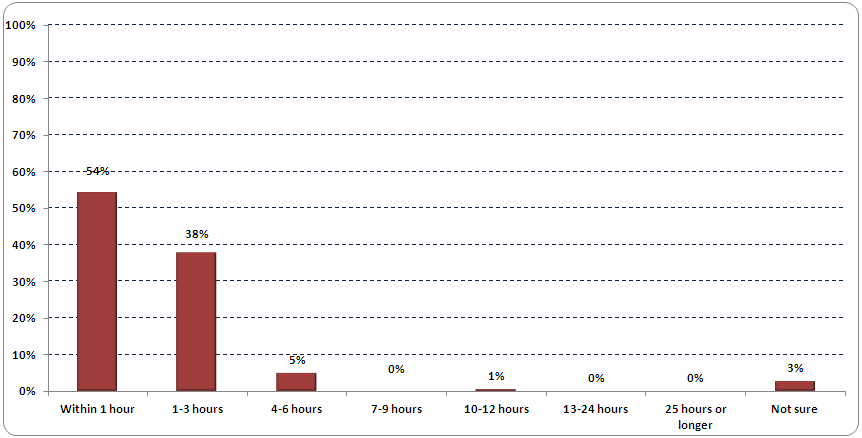 100%
90%
80%
70%
60%
50%
40%
30%
20%
10%
0%
54%
38%
5%
0%
1%
0%
0%
3%
Within 1 hour
1-3 hours
4-6 hours
7-9 hours
10-12 hours
13-24 hours
25 hours or
longer
Not sure